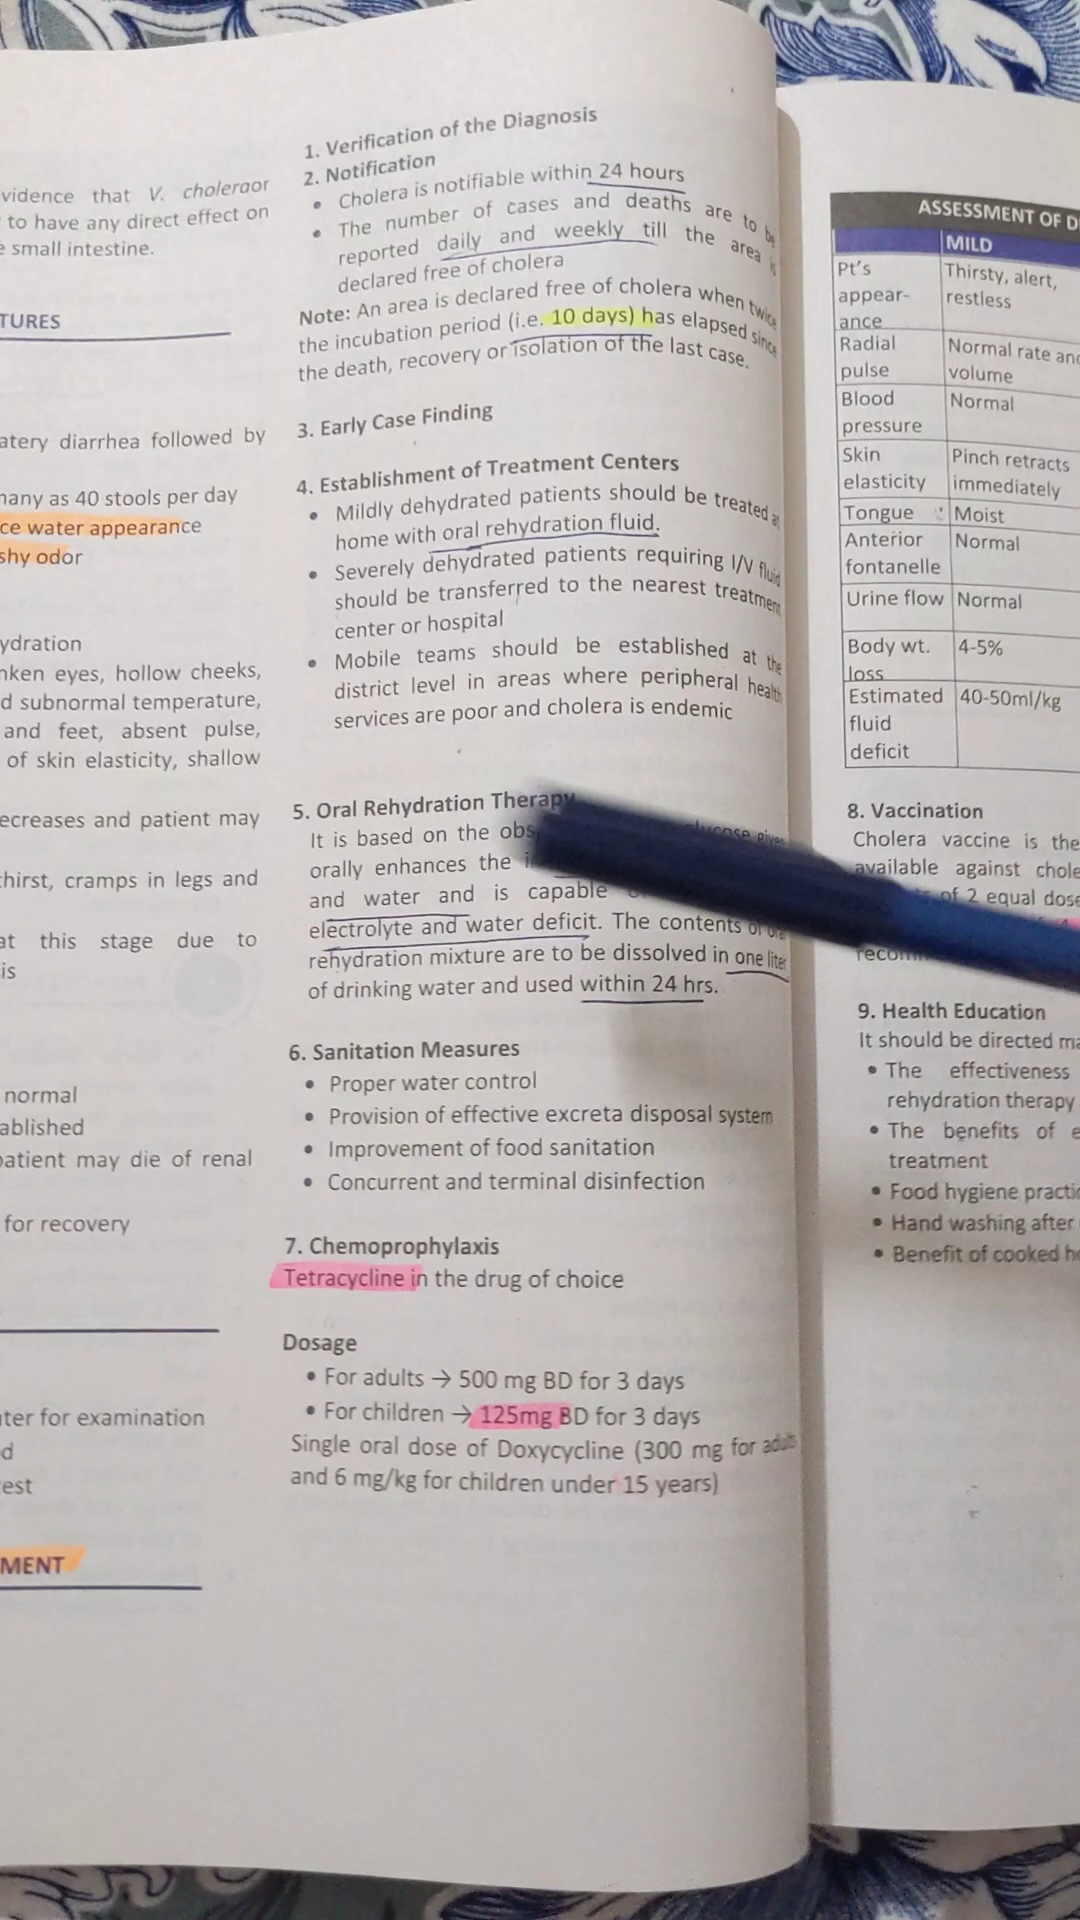 vidence that V. choleraor
to have any direct effect on
small intestine.
TURES
atery diarrhea followed by
many as 40 stools per day
ce water appearance
shy odor
ydration
nken eyes, hollow cheeks,
d subnormal temperature,
and feet, absent pulse,
of skin elasticity, shallow
ecreases and patient may
thirst, cramps in legs and
at this stage due to
is
normal
ablished
patient may die of renal
for recovery
ter for examination
d
est
MENT
1. Verification of the Diagnosis
2. Notification
• Cholera is notifiable within 24 hours
• The number of cases and deaths are to be
reported daily and weekly till the area is
declared free of cholera
Note: An area is declared free of cholera when twice
the incubation period (i.e. 10 days) has elapsed since
the death, recovery or isolation of the last case.
3. Early Case Finding
4. Establishment of Treatment Centers
• Mildly dehydrated patients should be treated at
home with oral rehydration fluid.
• Severely dehydrated patients requiring I/V fluid
should be transferred to the nearest treatment
center or hospital
• Mobile teams should be established at the
district level in areas where peripheral health
services are poor and cholera is endemic
5. Oral Rehydration Therapy
It is based on the obs glucose given
orally enhances the
and water and is capable
electrolyte and water deficit. The contents of oral
rehydration mixture are to be dissolved in one liter
of drinking water and used within 24 hrs.
6. Sanitation Measures
• Proper water control
• Provision of effective excreta disposal system
• Improvement of food sanitation
• Concurrent and terminal disinfection
7. Chemoprophylaxis
Tetracycline in the drug of choice
Dosage
• For adults → 500 mg BD for 3 days
• For children → 125mg BD for 3 days
Single oral dose of Doxycycline (300 mg for adults
and 6 mg/kg for children under 15 years)
ASSESSMENT OF D
MILD
Pt's appear-ance Thirsty, alert, restless
Radial pulse Normal rate and volume
Blood pressure Normal
Skin elasticity Pinch retracts immediately
Tongue Moist
Anterior fontanelle Normal
Urine flow Normal
Body wt. loss 4-5%
Estimated fluid deficit 40-50ml/kg
8. Vaccination
Cholera vaccine is the
available against chole
of 2 equal dose
recom
9. Health Education
It should be directed ma
• The effectiveness
rehydration therapy
• The benefits of e
treatment
• Food hygiene practic
• Hand washing after
• Benefit of cooked ho